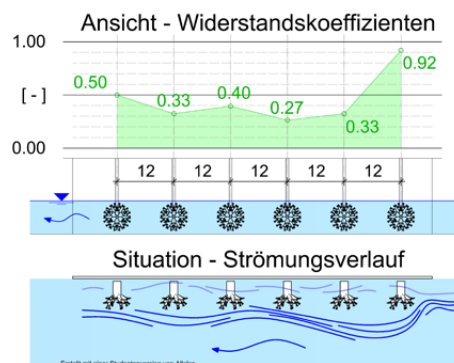 Ansicht - Widerstandskoeffizienten
1.00
0.50
0.33
0.40
0.27
0.33
0.92
[ - ]
0.00
12 12 12 12 12
Situation - Strömungsverlauf